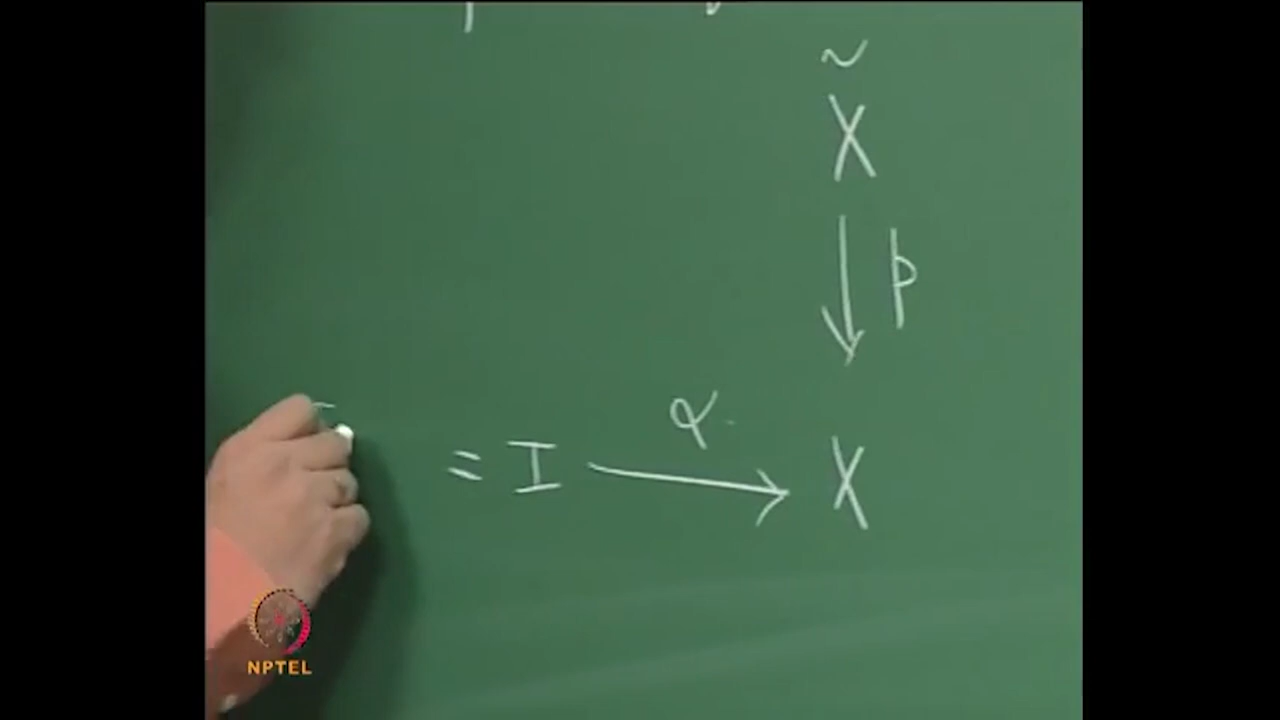 ~
X
p
α
= I → X
NPTEL